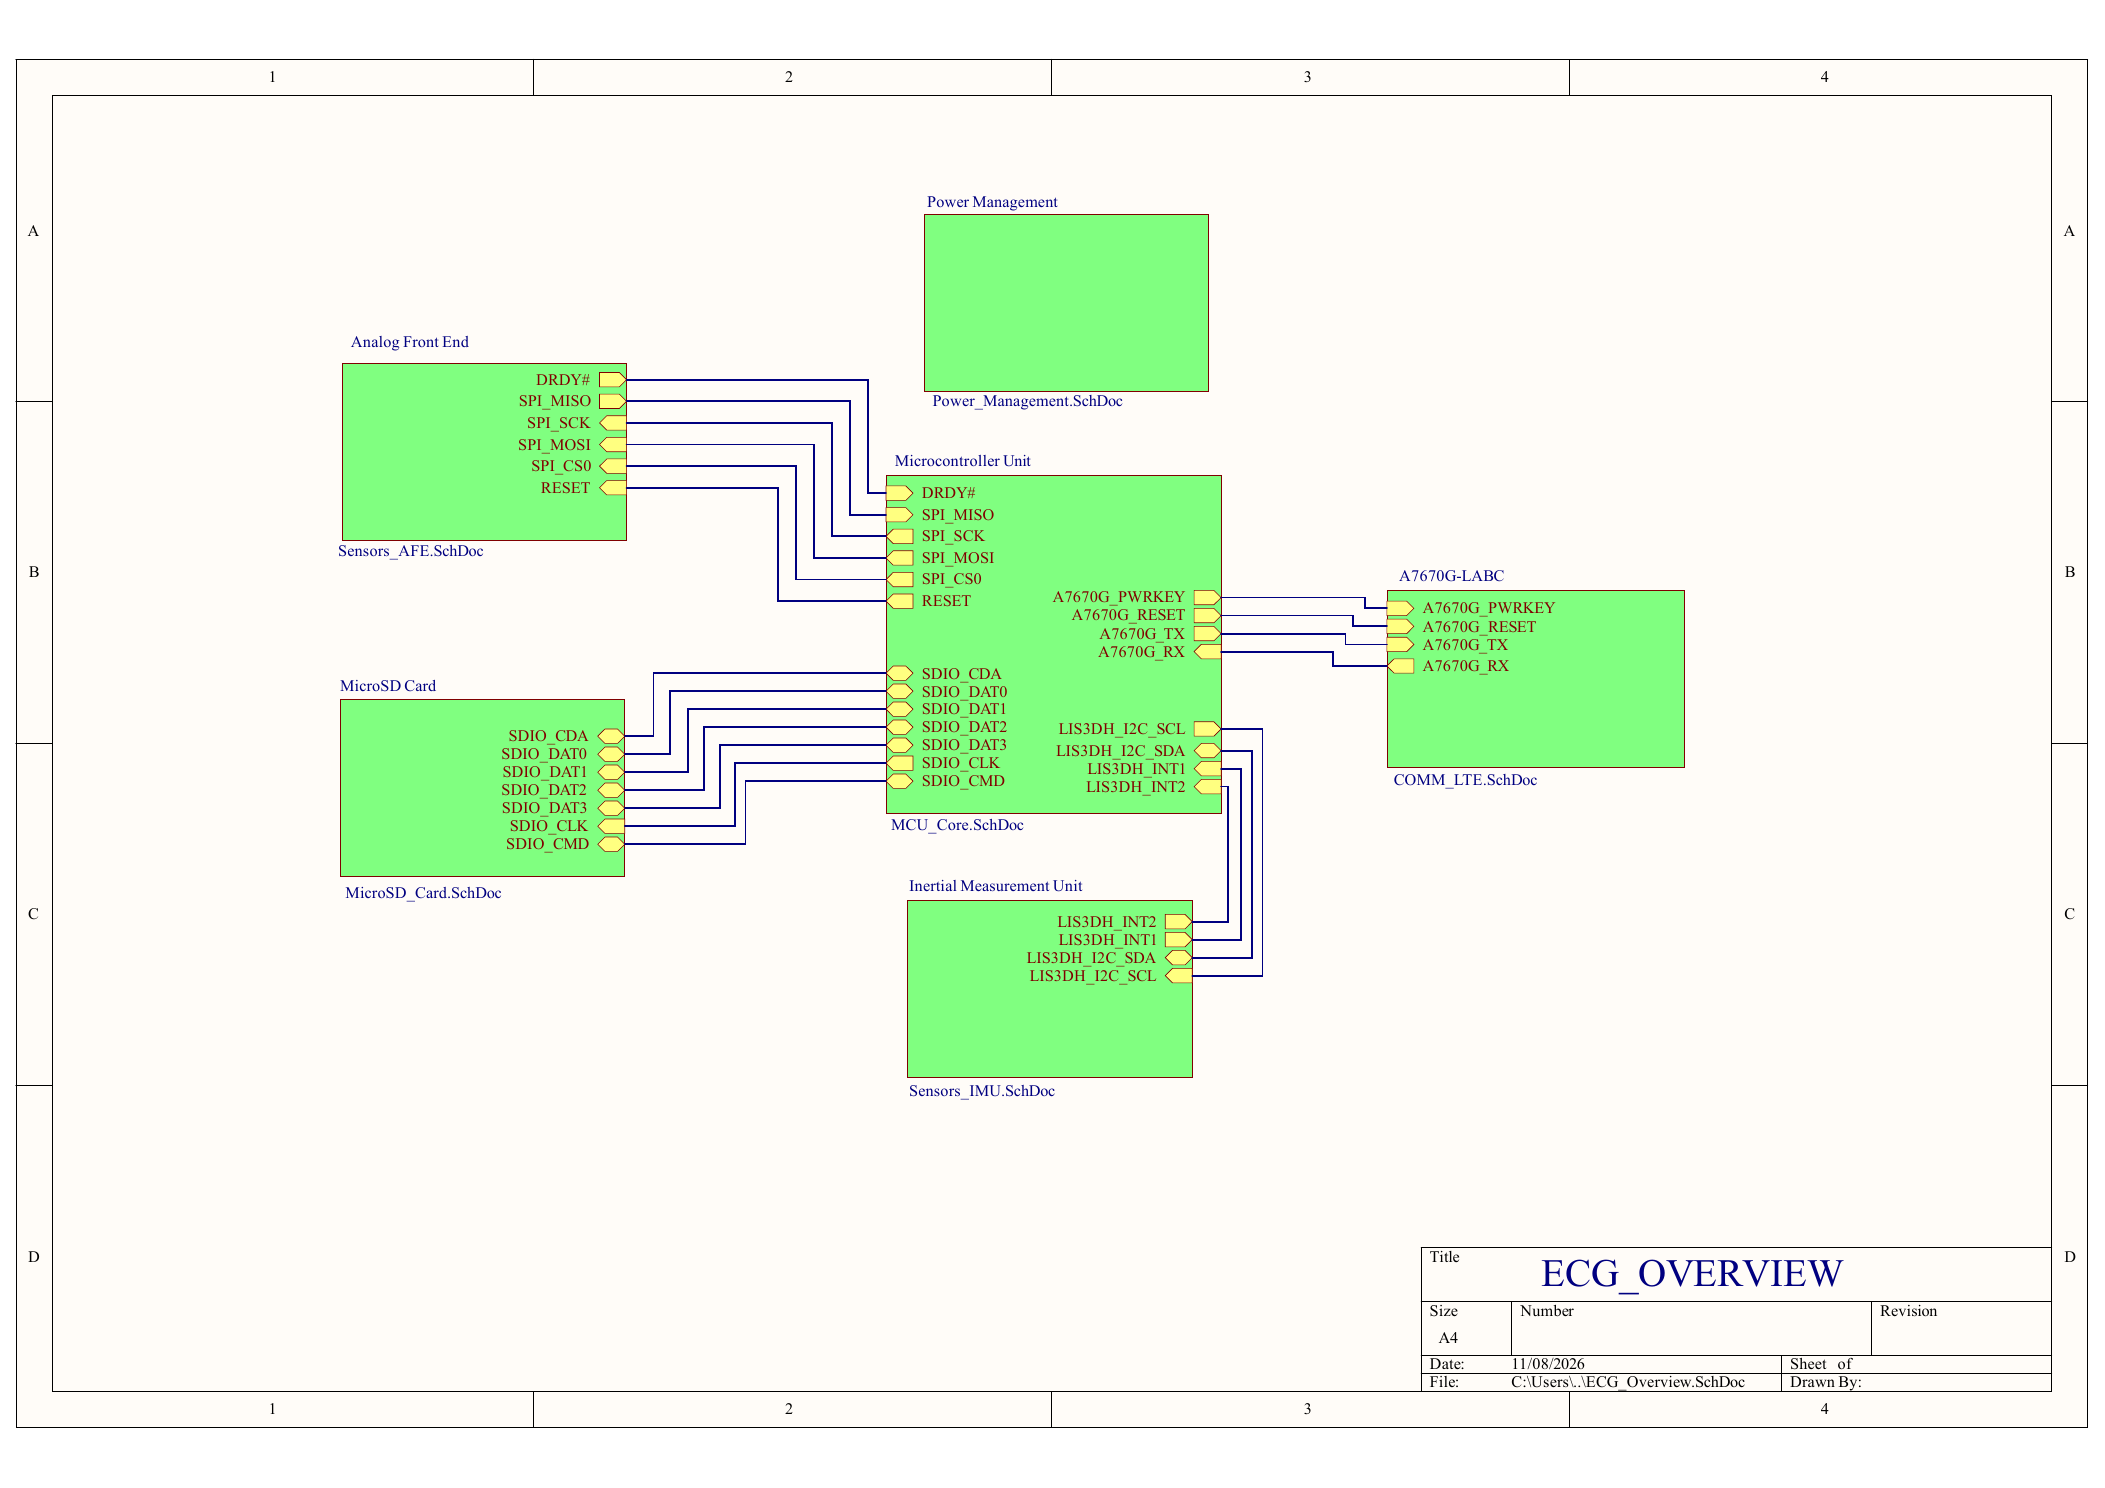 1 2 3 4
A A
B B
C C
D D
Power Management
Power_Management.SchDoc
Analog Front End
DRDY#
SPI_MISO
SPI_SCK
SPI_MOSI
SPI_CS0
RESET
Sensors_AFE.SchDoc
Microcontroller Unit
DRDY#
SPI_MISO
SPI_SCK
SPI_MOSI
SPI_CS0
RESET
SDIO_CDA
SDIO_DAT0
SDIO_DAT1
SDIO_DAT2
SDIO_DAT3
SDIO_CLK
SDIO_CMD
A7670G_PWRKEY
A7670G_RESET
A7670G_TX
A7670G_RX
LIS3DH_I2C_SCL
LIS3DH_I2C_SDA
LIS3DH_INT1
LIS3DH_INT2
MCU_Core.SchDoc
A7670G-LABC
A7670G_PWRKEY
A7670G_RESET
A7670G_TX
A7670G_RX
COMM_LTE.SchDoc
MicroSD Card
SDIO_CDA
SDIO_DAT0
SDIO_DAT1
SDIO_DAT2
SDIO_DAT3
SDIO_CLK
SDIO_CMD
MicroSD_Card.SchDoc
Inertial Measurement Unit
LIS3DH_INT2
LIS3DH_INT1
LIS3DH_I2C_SDA
LIS3DH_I2C_SCL
Sensors_IMU.SchDoc
Title ECG_OVERVIEW
Size Number Revision
A4
Date: 11/08/2026 Sheet of
File: C:\Users\..\ECG_Overview.SchDoc Drawn By:
1 2 3 4